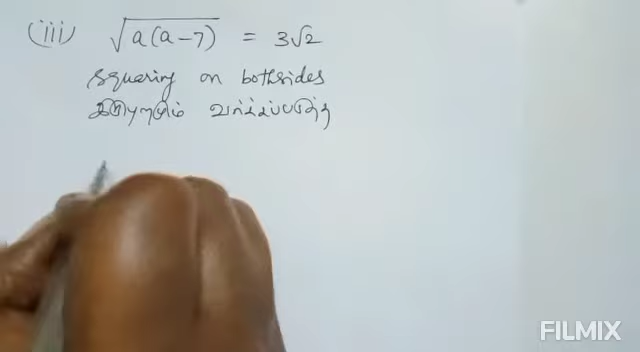 (iii) √a(a-7) = 3√2
squaring on bothsides
இருபுறமும் வர்க்கப்படுத்த
FILMIX